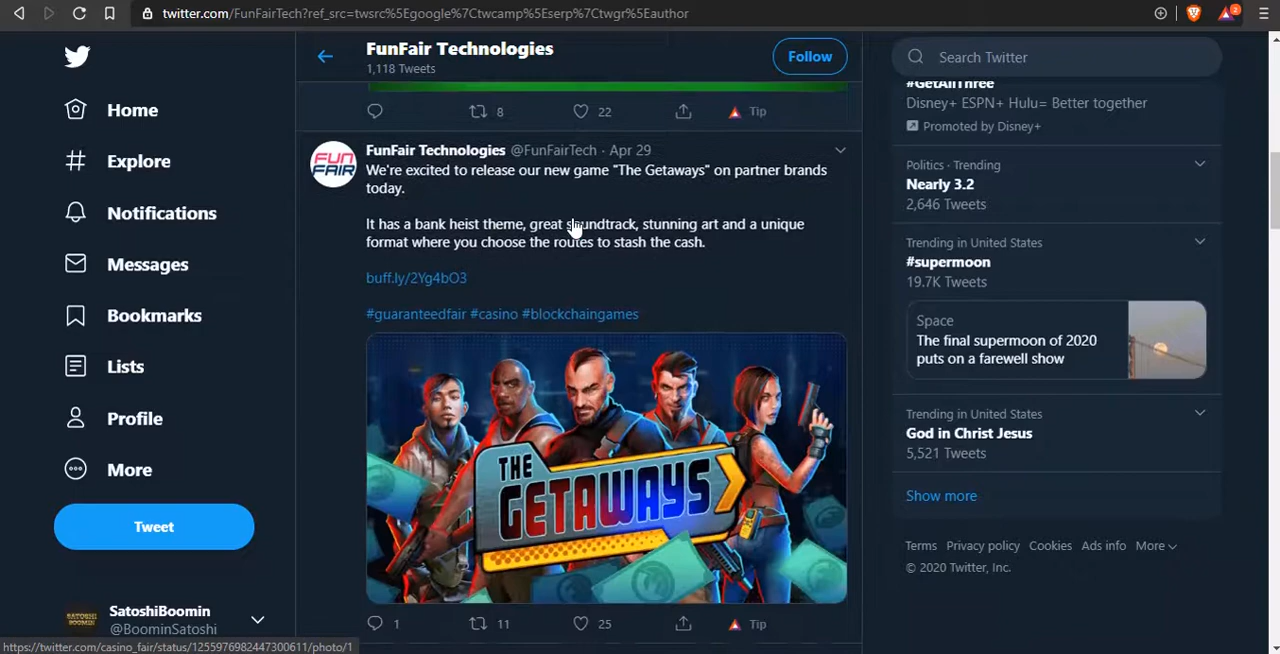 twitter.com/FunFairTech?ref_src=twsrc%5Egoogle%7Ctwcamp%5Eserp%7Ctwgr%5Eauthor
2
Home
Explore
Notifications
Messages
Bookmarks
Lists
Profile
More
Tweet
SatoshiBoomin
@BoominSatoshi
https://twitter.com/casino_fair/status/1255976982447300611/photo/1
FunFair Technologies
1,118 Tweets
Follow
8
22
Tip
FUN
FAIR
FunFair Technologies @FunFairTech · Apr 29
We're excited to release our new game "The Getaways" on partner brands
today.
It has a bank heist theme, great soundtrack, stunning art and a unique
format where you choose the routes to stash the cash.
buff.ly/2Yg4bO3
#guaranteedfair #casino #blockchaingames
THE
GETAWAYS
1
11
25
Tip
Search Twitter
#GetAllThree
Disney+ ESPN+ Hulu= Better together
Promoted by Disney+
Politics · Trending
Nearly 3.2
2,646 Tweets
Trending in United States
#supermoon
19.7K Tweets
Space
The final supermoon of 2020
puts on a farewell show
Trending in United States
God in Christ Jesus
5,521 Tweets
Show more
Terms Privacy policy Cookies Ads info More
© 2020 Twitter, Inc.